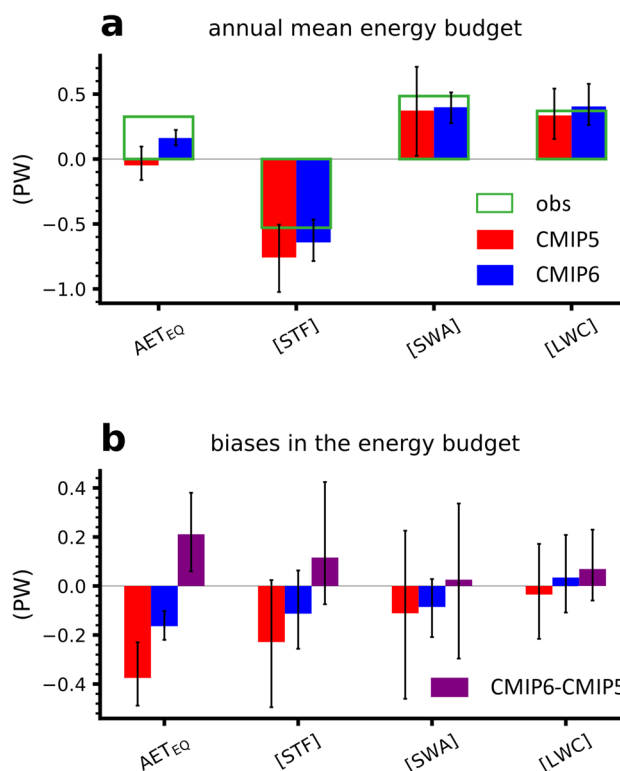 a annual mean energy budget
0.5
0.0
−0.5
−1.0
(PW)
obs
CMIP5
CMIP6
AET_EQ
[STF]
[SWA]
[LWC]
b biases in the energy budget
0.4
0.2
0.0
−0.2
−0.4
(PW)
CMIP6-CMIP5
AET_EQ
[STF]
[SWA]
[LWC]